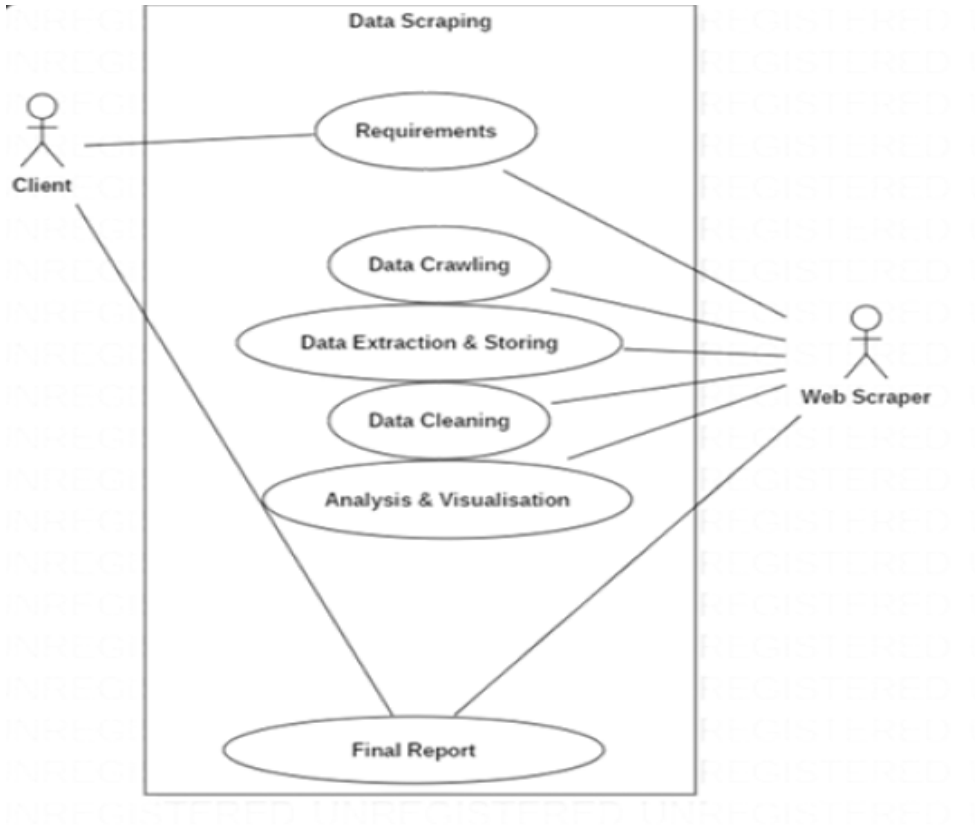 Data Scraping
Requirements
Client
Data Crawling
Data Extraction & Storing
Web Scraper
Data Cleaning
Analysis & Visualisation
Final Report
UNREGISTERED UNREGISTERED UNREGISTERED